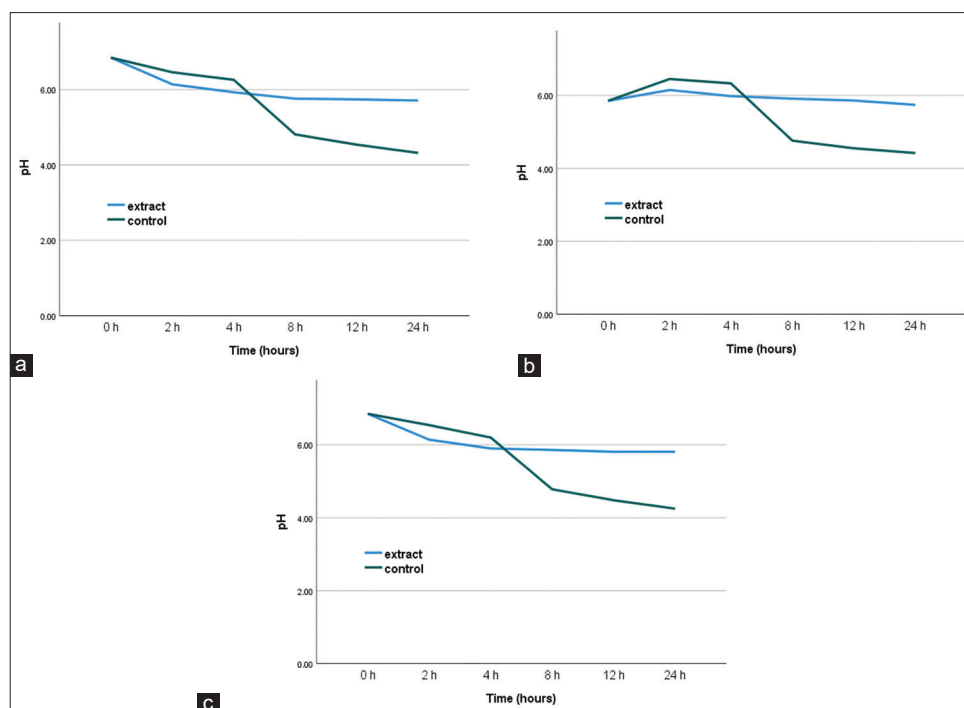 6.00
4.00
pH
extract
control
2.00
0.00
0 h 2 h 4 h 8 h 12 h 24 h
Time (hours)
a
6.00
4.00
pH
extract
control
2.00
0.00
0 h 2 h 4 h 8 h 12 h 24 h
Time (hours)
b
6.00
4.00
pH
extract
control
2.00
0.00
0 h 2 h 4 h 8 h 12 h 24 h
Time (hours)
c